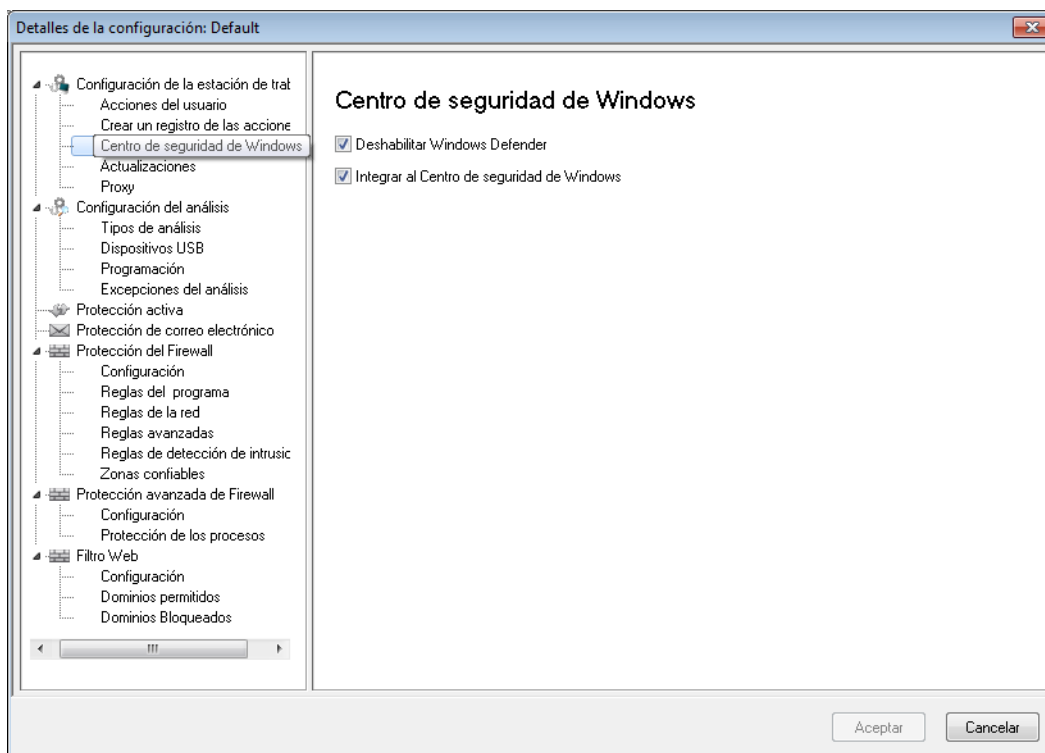 Detalles de la configuración: Default
Configuración de la estación de trat
Acciones del usuario
Crear un registro de las accione
Centro de seguridad de Windows
Actualizaciones
Proxy
Configuración del análisis
Tipos de análisis
Dispositivos USB
Programación
Excepciones del análisis
Protección activa
Protección de correo electrónico
Protección del Firewall
Configuración
Reglas del programa
Reglas de la red
Reglas avanzadas
Reglas de detección de intrusic
Zonas confiables
Protección avanzada de Firewall
Configuración
Protección de los procesos
Filtro Web
Configuración
Dominios permitidos
Dominios Bloqueados
Centro de seguridad de Windows
Deshabilitar Windows Defender
Integrar al Centro de seguridad de Windows
Aceptar
Cancelar